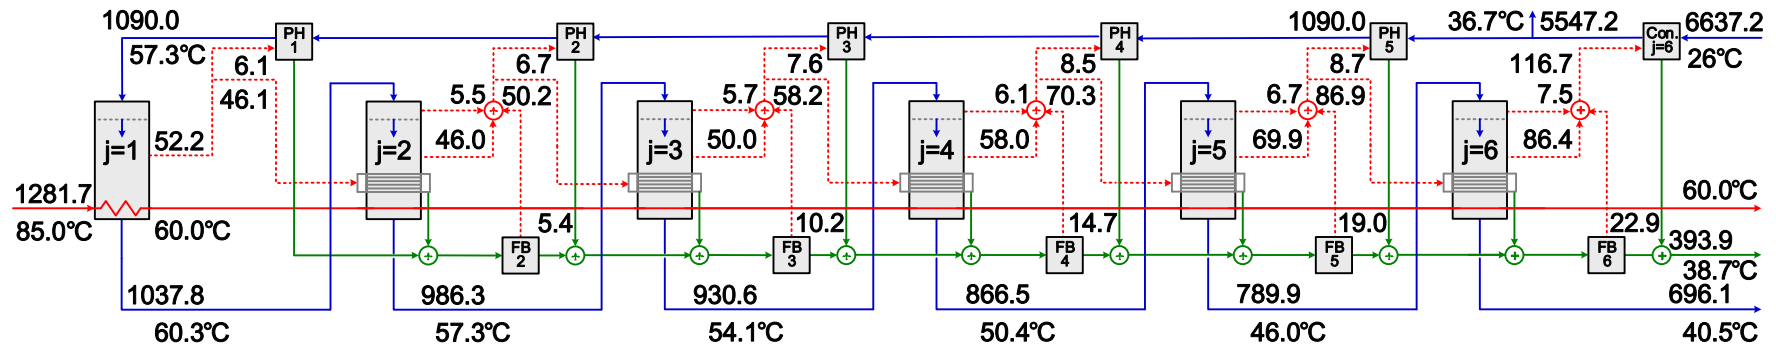 1090.0 PH 1 PH 2 PH 3 PH 4 1090.0 PH 5 36.7℃ 5547.2 Con. j=6 6637.2
57.3℃ 6.1 6.7 7.6 8.5 8.7 116.7 26℃
46.1 5.5 50.2 5.7 58.2 6.1 70.3 6.7 86.9 7.5
52.2 j=1 j=2 46.0 j=3 50.0 j=4 58.0 j=5 69.9 j=6 86.4
1281.7 60.0℃
85.0℃ 60.0℃ 5.4 10.2 14.7 19.0 22.9
FB 2 FB 3 FB 4 FB 5 FB 6 393.9
38.7℃
1037.8 986.3 930.6 866.5 789.9 696.1
60.3℃ 57.3℃ 54.1℃ 50.4℃ 46.0℃ 40.5℃